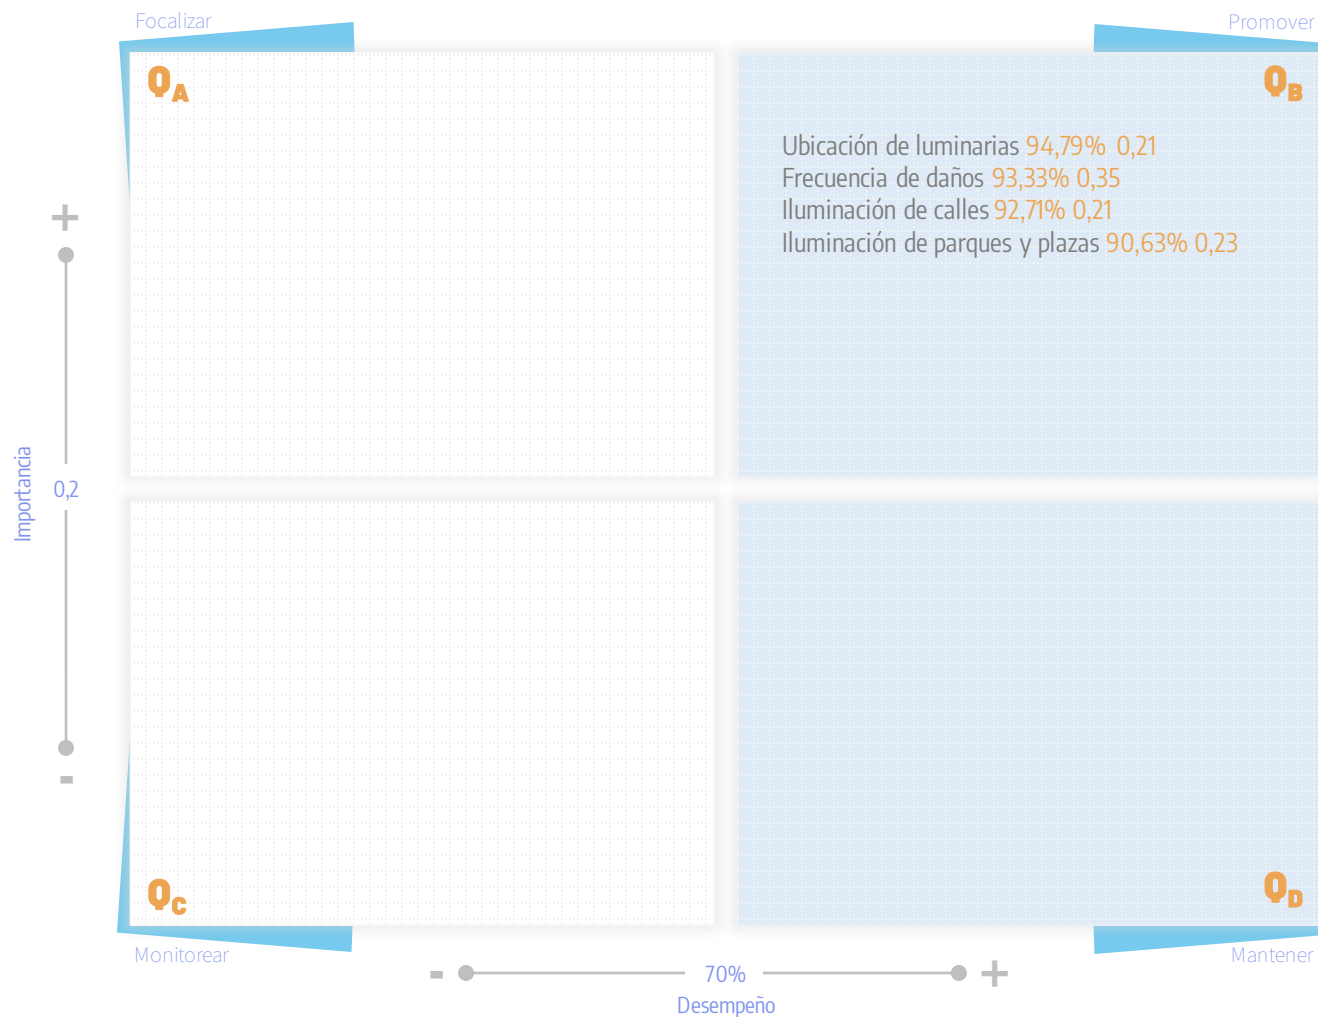 Focalizar
Promover
QA
QB
Ubicación de luminarias 94,79% 0,21
Frecuencia de daños 93,33% 0,35
Iluminación de calles 92,71% 0,21
Iluminación de parques y plazas 90,63% 0,23
+
Importancia
0,2
-
QC
QD
Monitorear
Mantener
- 70% +
Desempeño